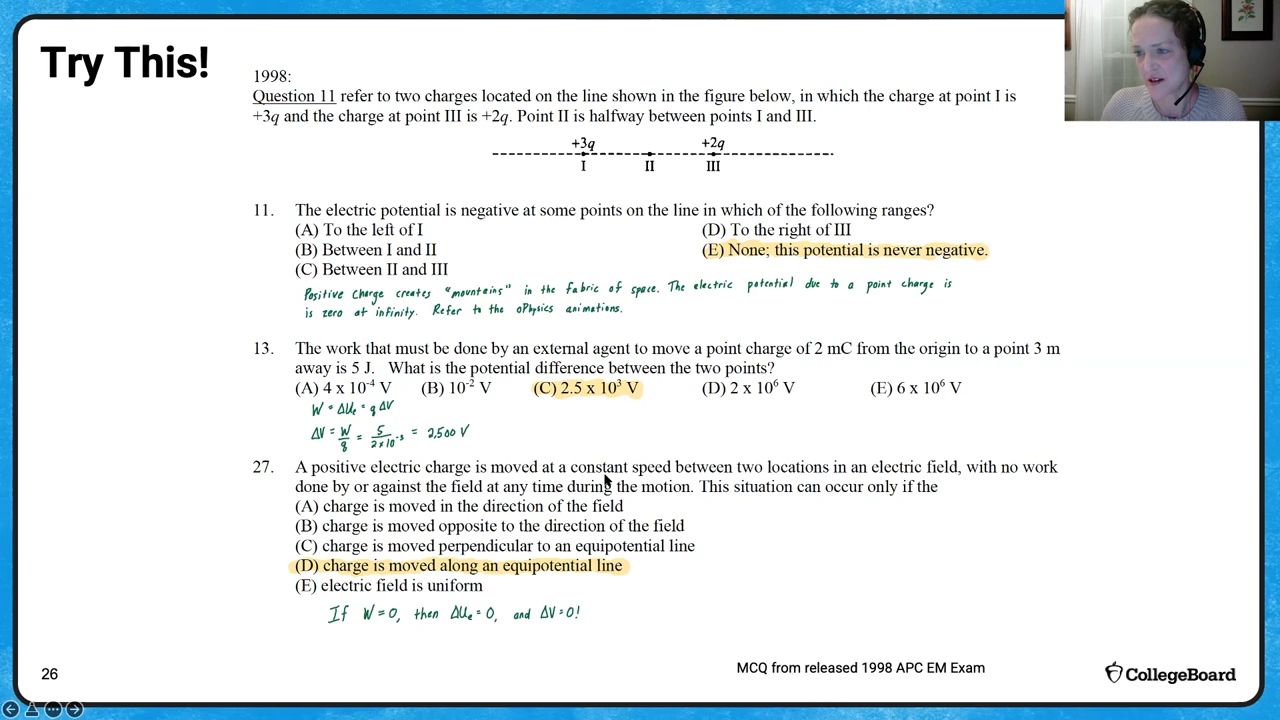 Try This!
1998:
Question 11 refer to two charges located on the line shown in the figure below, in which the charge at point I is
+3q and the charge at point III is +2q. Point II is halfway between points I and III.
+3q +2q
I II III
11. The electric potential is negative at some points on the line in which of the following ranges?
(A) To the left of I (D) To the right of III
(B) Between I and II (E) None; this potential is never negative.
(C) Between II and III
Positive charge creates "mountains" in the fabric of space. The electric potential due to a point charge is
is zero at infinity. Refer to the oPhysics animations.
13. The work that must be done by an external agent to move a point charge of 2 mC from the origin to a point 3 m
away is 5 J. What is the potential difference between the two points?
(A) 4 x 10⁻⁴ V (B) 10⁻² V (C) 2.5 x 10³ V (D) 2 x 10⁶ V (E) 6 x 10⁶ V
W = ΔUₑ = q ΔV
ΔV = W/q = 5/2×10⁻³ = 2,500 V
27. A positive electric charge is moved at a constant speed between two locations in an electric field, with no work
done by or against the field at any time during the motion. This situation can occur only if the
(A) charge is moved in the direction of the field
(B) charge is moved opposite to the direction of the field
(C) charge is moved perpendicular to an equipotential line
(D) charge is moved along an equipotential line
(E) electric field is uniform
If W=0, then ΔUₑ=0, and ΔV=0!
26
MCQ from released 1998 APC EM Exam
CollegeBoard